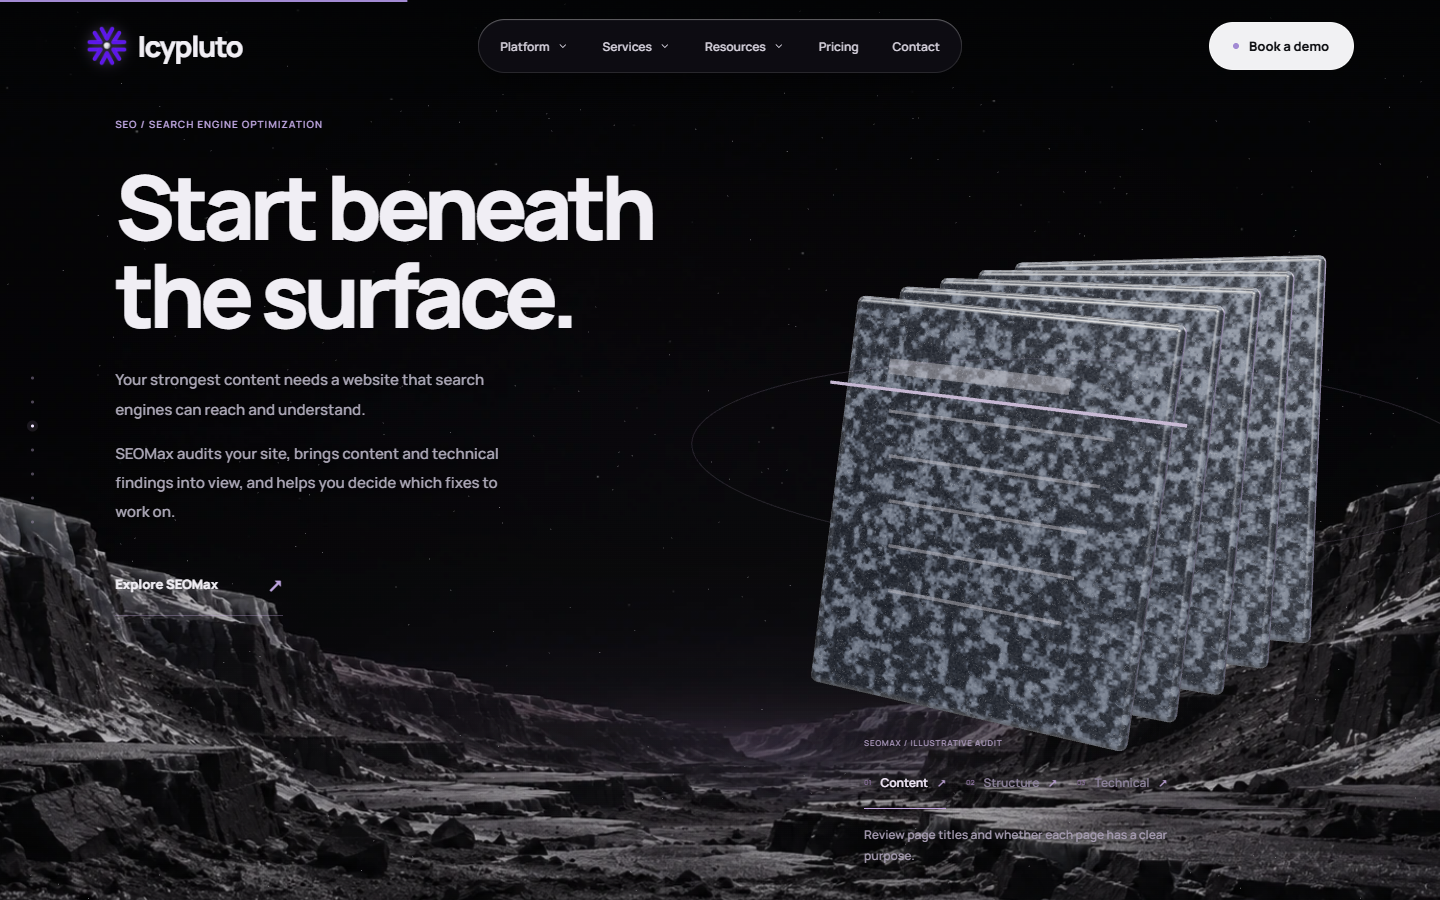 Icypluto
Platform
Services
Resources
Pricing
Contact
Book a demo
SEO / SEARCH ENGINE OPTIMIZATION
Start beneath
the surface.
Your strongest content needs a website that search
engines can reach and understand.
SEOMax audits your site, brings content and technical
findings into view, and helps you decide which fixes to
work on.
Explore SEOMax ↗
SEOMAX / ILLUSTRATIVE AUDIT
01 Content ↗ 02 Structure ↗ 03 Technical ↗
Review page titles and whether each page has a clear
purpose.